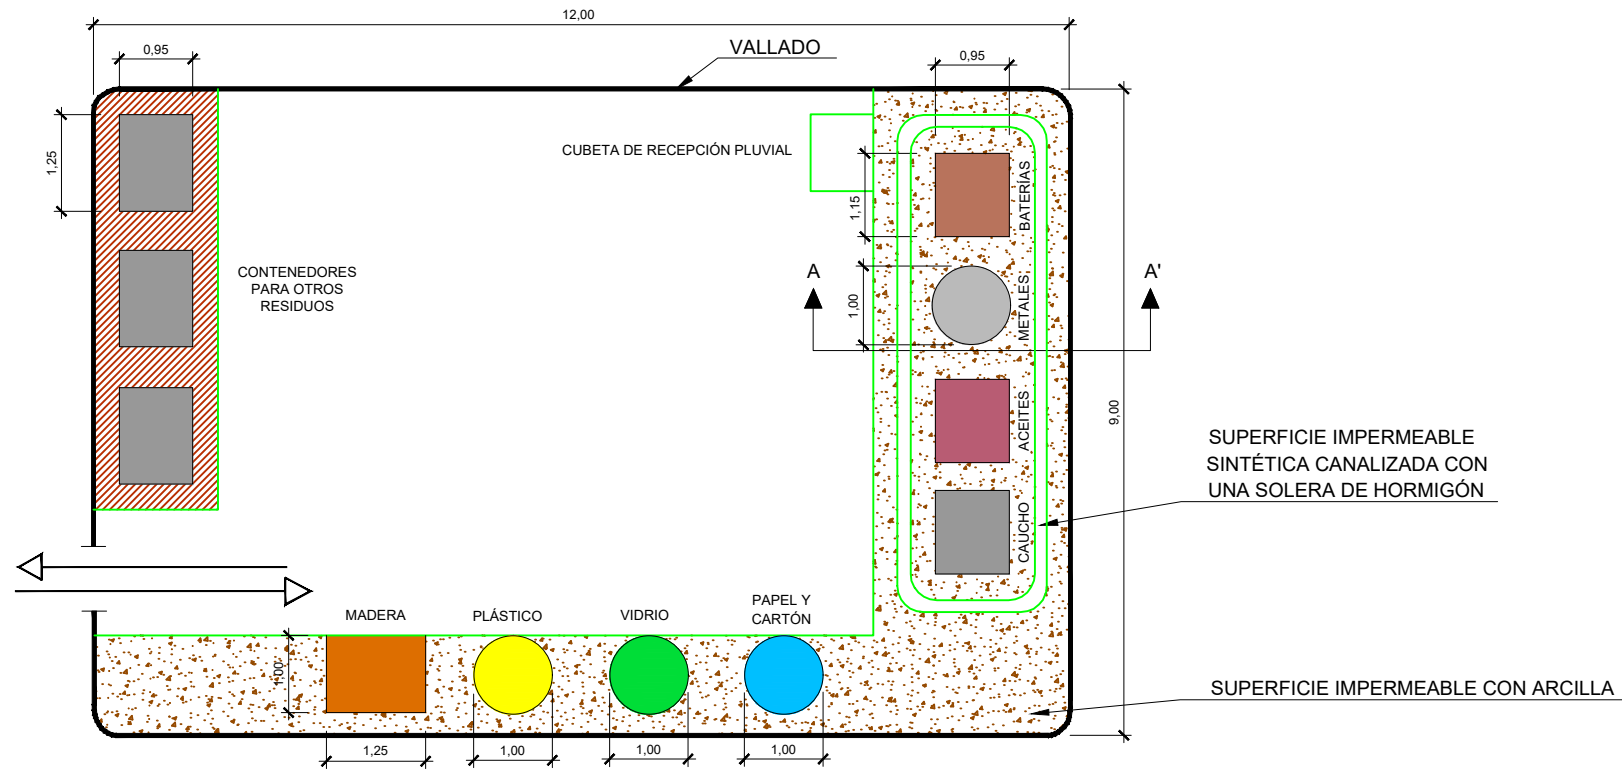 12,00
VALLADO
0,95
0,95
1,25
CUBETA DE RECEPCIÓN PLUVIAL
BATERÍAS
1,15
CONTENEDORES
PARA OTROS
RESIDUOS
A
A'
METALES
1,00
9,00
ACEITES
SUPERFICIE IMPERMEABLE
SINTÉTICA CANALIZADA CON
UNA SOLERA DE HORMIGÓN
CAUCHO
MADERA
PLÁSTICO
VIDRIO
PAPEL Y
CARTÓN
1,00
SUPERFICIE IMPERMEABLE CON ARCILLA
1,25
1,00
1,00
1,00